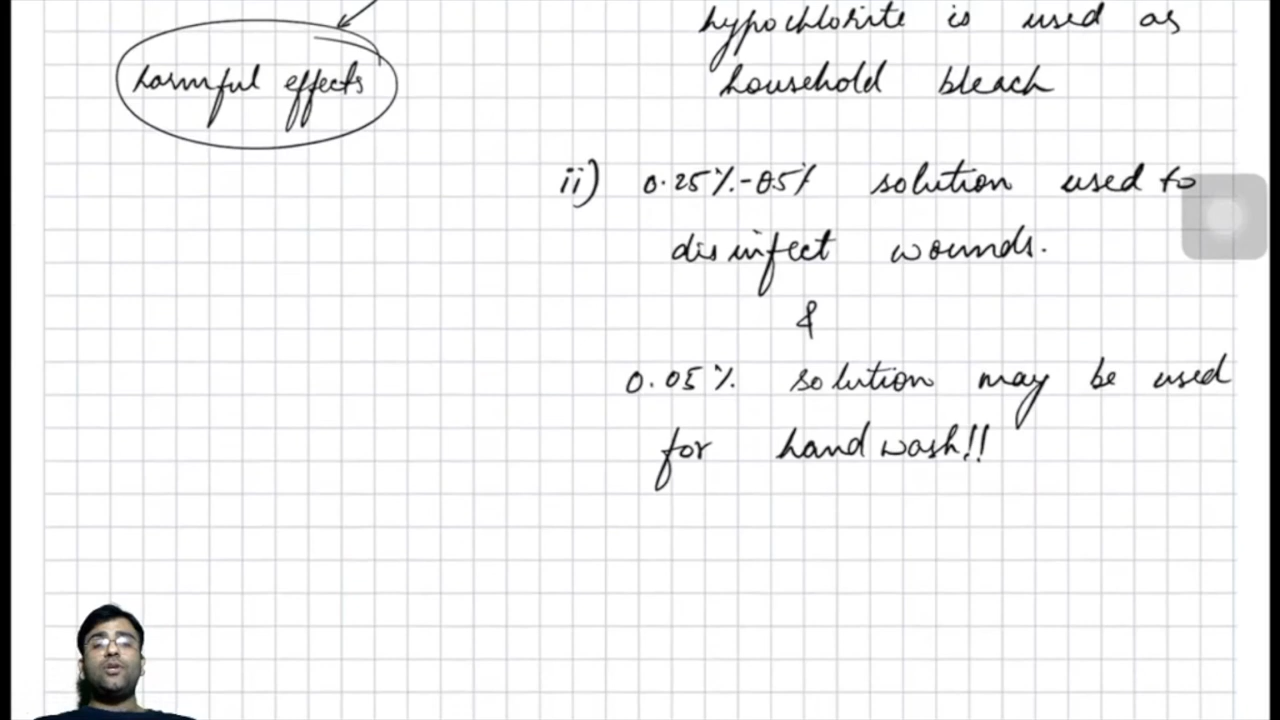 harmful effects
hypochlorite is used as
household bleach
ii) 0.25%-0.5% solution used to
disinfect wounds.
&
0.05% solution may be used
for handwash!!